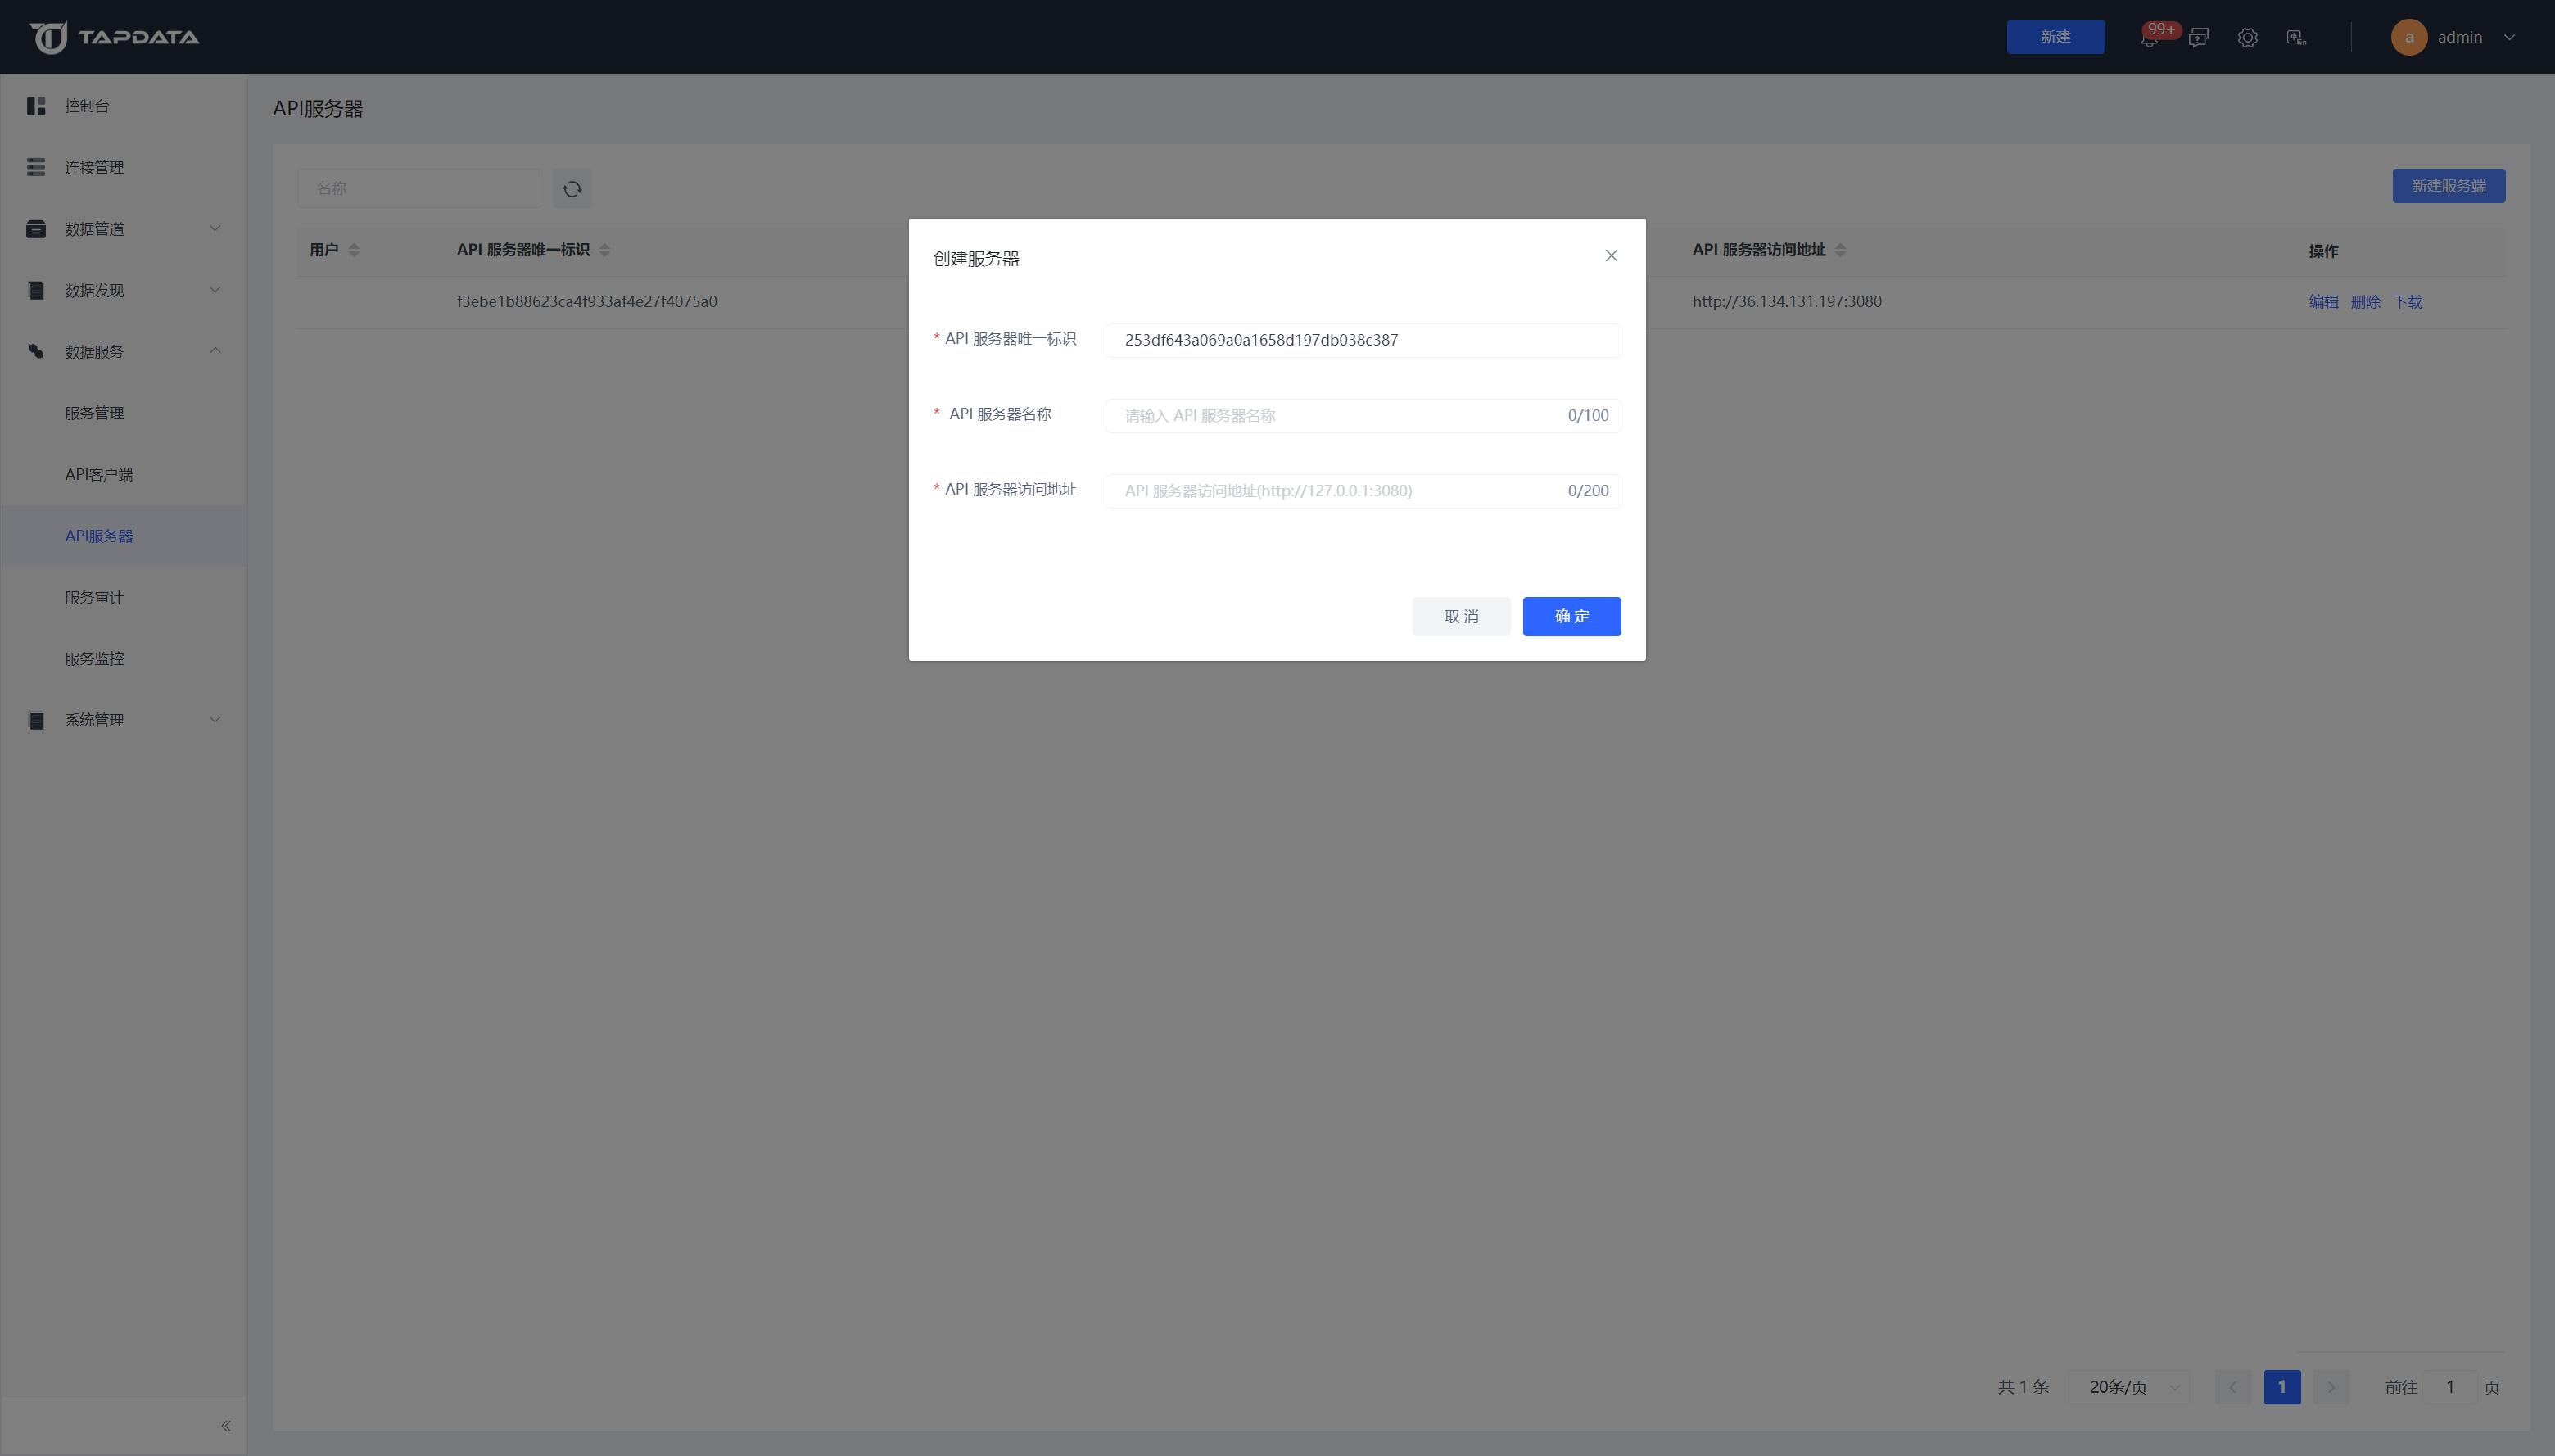 TAPDATA
新建
99+
a
admin
控制台
连接管理
数据管道
数据发现
数据服务
服务管理
API客户端
API服务器
服务审计
服务监控
系统管理
API服务器
名称
新建服务端
用户
API 服务器唯一标识
API 服务器访问地址
操作
f3ebe1b88623ca4f933af4e27f4075a0
http://36.134.131.197:3080
编辑 删除 下载
创建服务器
* API 服务器唯一标识
253df643a069a0a1658d197db038c387
* API 服务器名称
请输入 API 服务器名称
0/100
* API 服务器访问地址
API 服务器访问地址(http://127.0.0.1:3080)
0/200
取 消
确 定
共 1 条
20条/页
1
前往 1 页